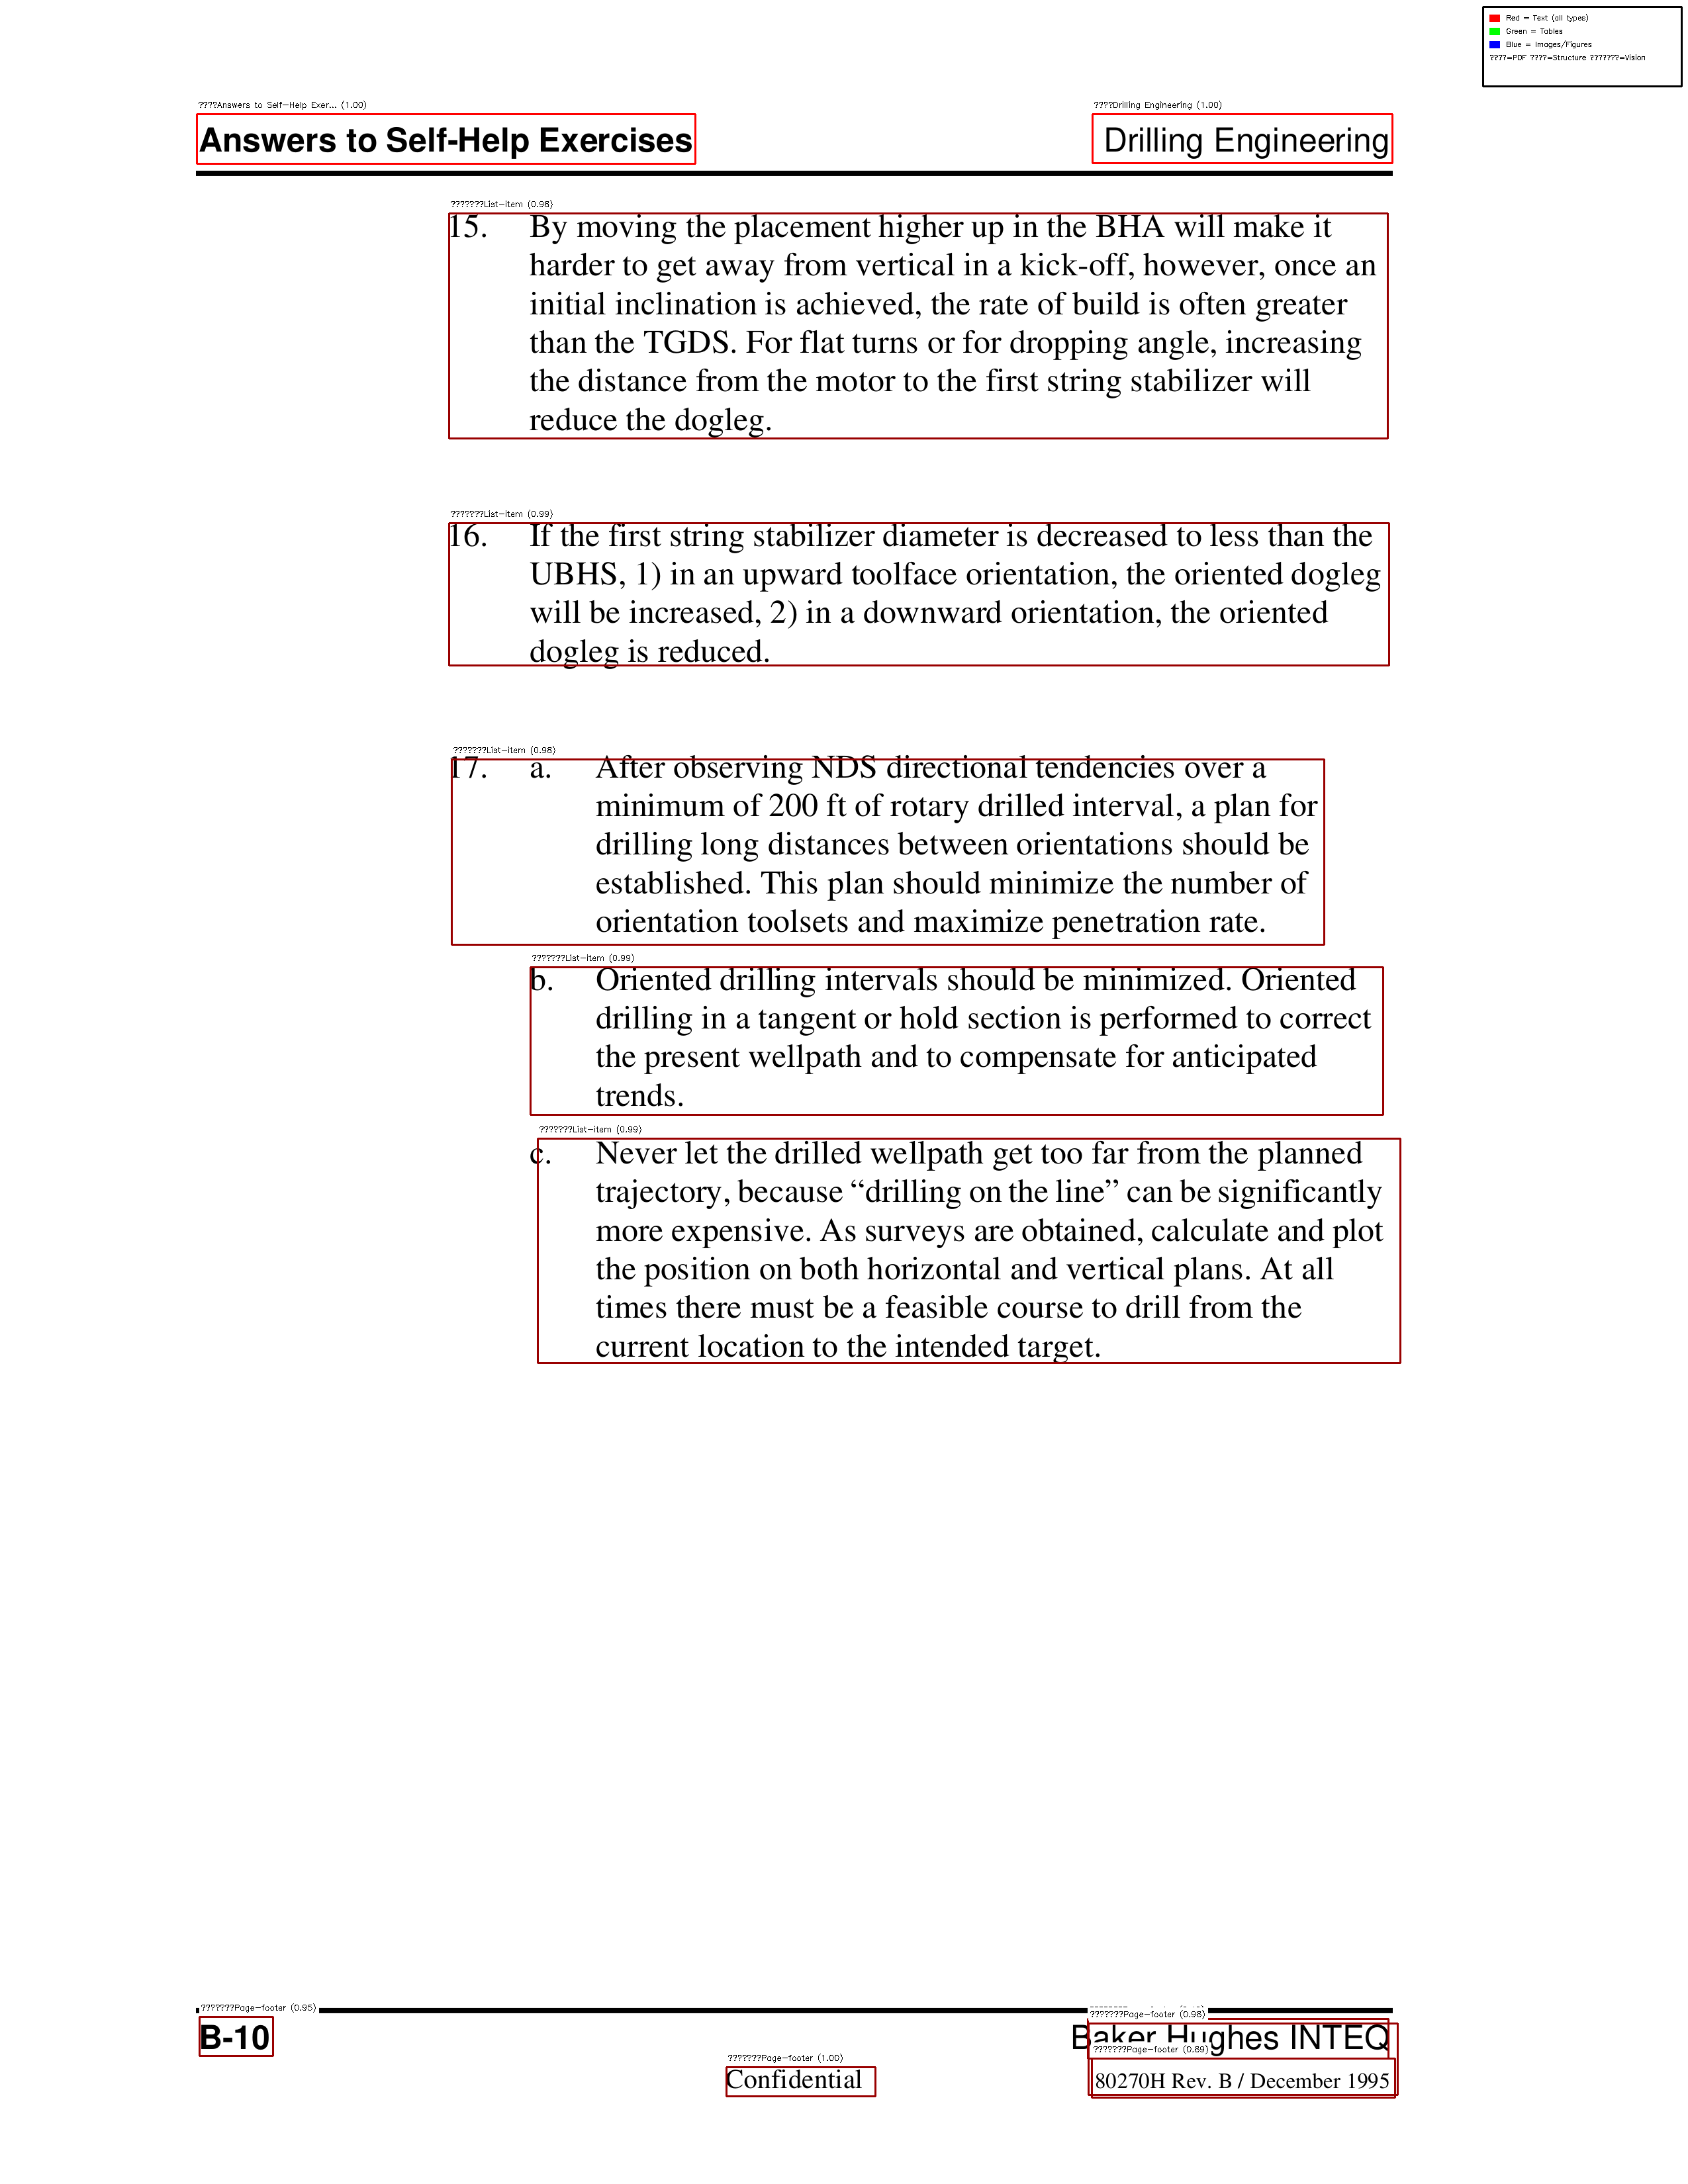 Red = Text (all types)
Green = Tables
Blue = Images/Figures
????=PDF ????=Structure ???????=Vision
????Answers to Self-Help Exer... (1.00)
????Drilling Engineering (1.00)
Answers to Self-Help Exercises
Drilling Engineering
???????List-item (0.98)
15. By moving the placement higher up in the BHA will make it
harder to get away from vertical in a kick-off, however, once an
initial inclination is achieved, the rate of build is often greater
than the TGDS. For flat turns or for dropping angle, increasing
the distance from the motor to the first string stabilizer will
reduce the dogleg.
???????List-item (0.99)
16. If the first string stabilizer diameter is decreased to less than the
UBHS, 1) in an upward toolface orientation, the oriented dogleg
will be increased, 2) in a downward orientation, the oriented
dogleg is reduced.
???????List-item (0.98)
17. a. After observing NDS directional tendencies over a
minimum of 200 ft of rotary drilled interval, a plan for
drilling long distances between orientations should be
established. This plan should minimize the number of
orientation toolsets and maximize penetration rate.
???????List-item (0.99)
b. Oriented drilling intervals should be minimized. Oriented
drilling in a tangent or hold section is performed to correct
the present wellpath and to compensate for anticipated
trends.
???????List-item (0.99)
c. Never let the drilled wellpath get too far from the planned
trajectory, because “drilling on the line” can be significantly
more expensive. As surveys are obtained, calculate and plot
the position on both horizontal and vertical plans. At all
times there must be a feasible course to drill from the
current location to the intended target.
???????Page-footer (0.95)
???????Page-footer (0.98)
B-10
Baker Hughes INTEQ
???????Page-footer (0.89)
???????Page-footer (1.00)
Confidential
80270H Rev. B / December 1995